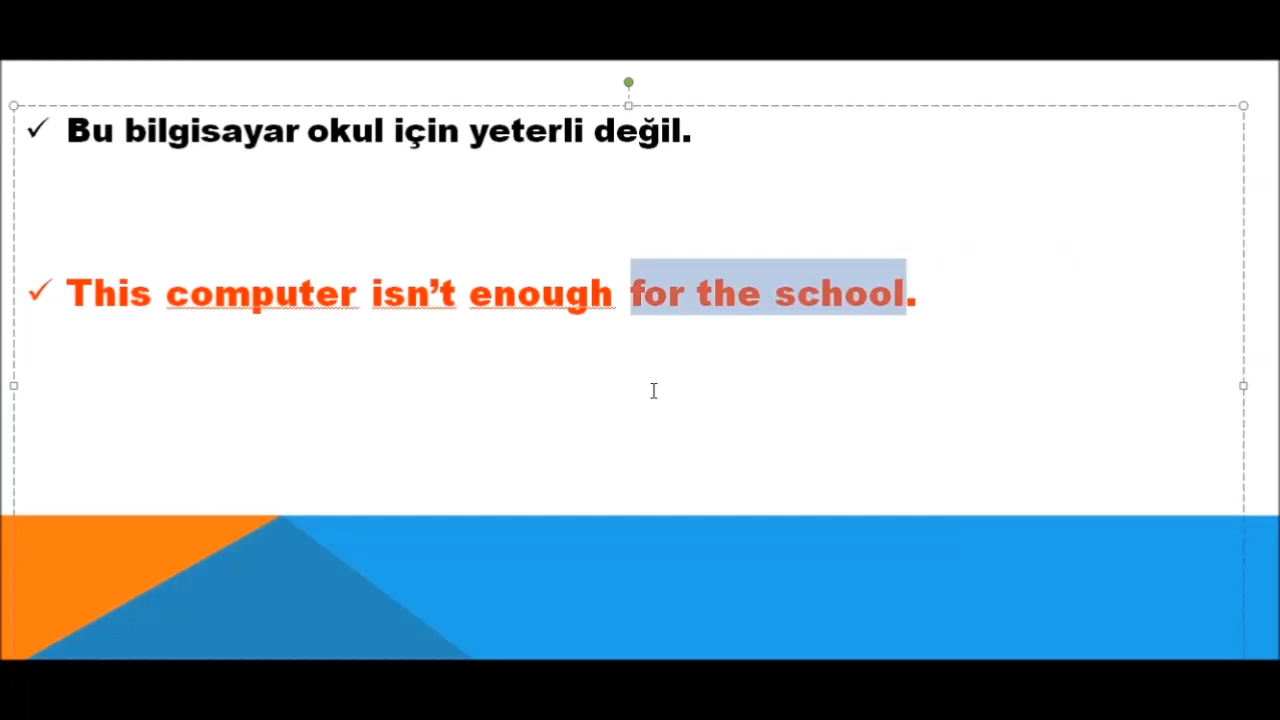 Bu bilgisayar okul için yeterli değil.
This computer isn’t enough for the school.